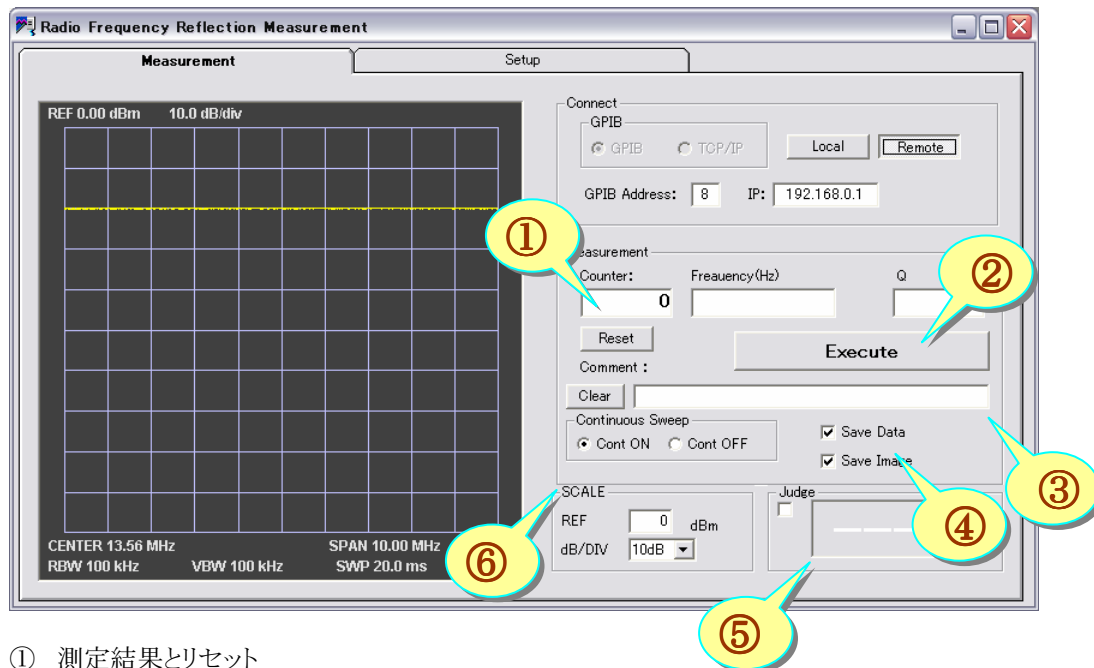 Radio Frequency Reflection Measurement
Measurement
Setup
REF 0.00 dBm 10.0 dB/div
CENTER 13.56 MHz SPAN 10.00 MHz
RBW 100 kHz VBW 100 kHz SWP 20.0 ms
Connect
GPIB
GPIB TCP/IP Local Remote
GPIB Address: 8 IP: 192.168.0.1
①
easurement
②
Counter: Freauency(Hz) Q
0
Reset
Execute
Comment :
Clear
Continuous Sweep
Cont ON Cont OFF
Save Data
Save Image
③
④
SCALE
REF 0 dBm
dB/DIV 10dB
⑥
Judge
⑤
① 測定結果とリセット